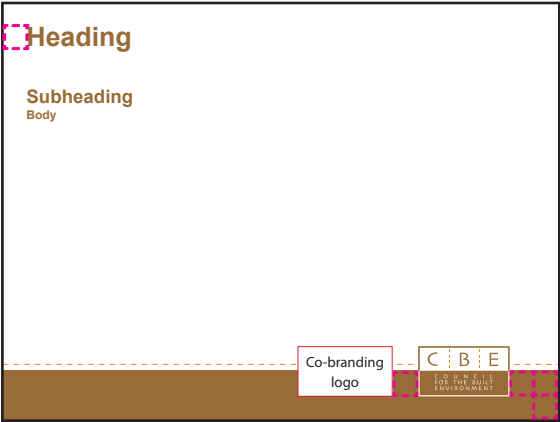 Heading
Subheading
Body
Co-branding
logo
C B E
COUNCIL
FOR THE BUILT
ENVIRONMENT